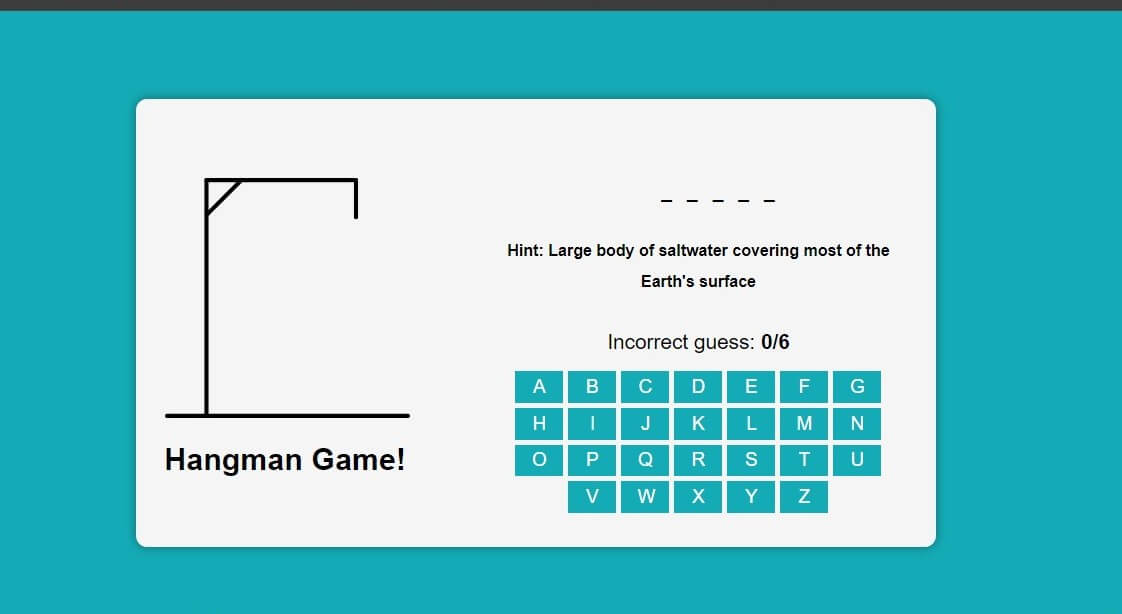 _ _ _ _ _
Hint: Large body of saltwater covering most of the
Earth's surface
Incorrect guess: 0/6
A B C D E F G
H I J K L M N
O P Q R S T U
V W X Y Z
Hangman Game!